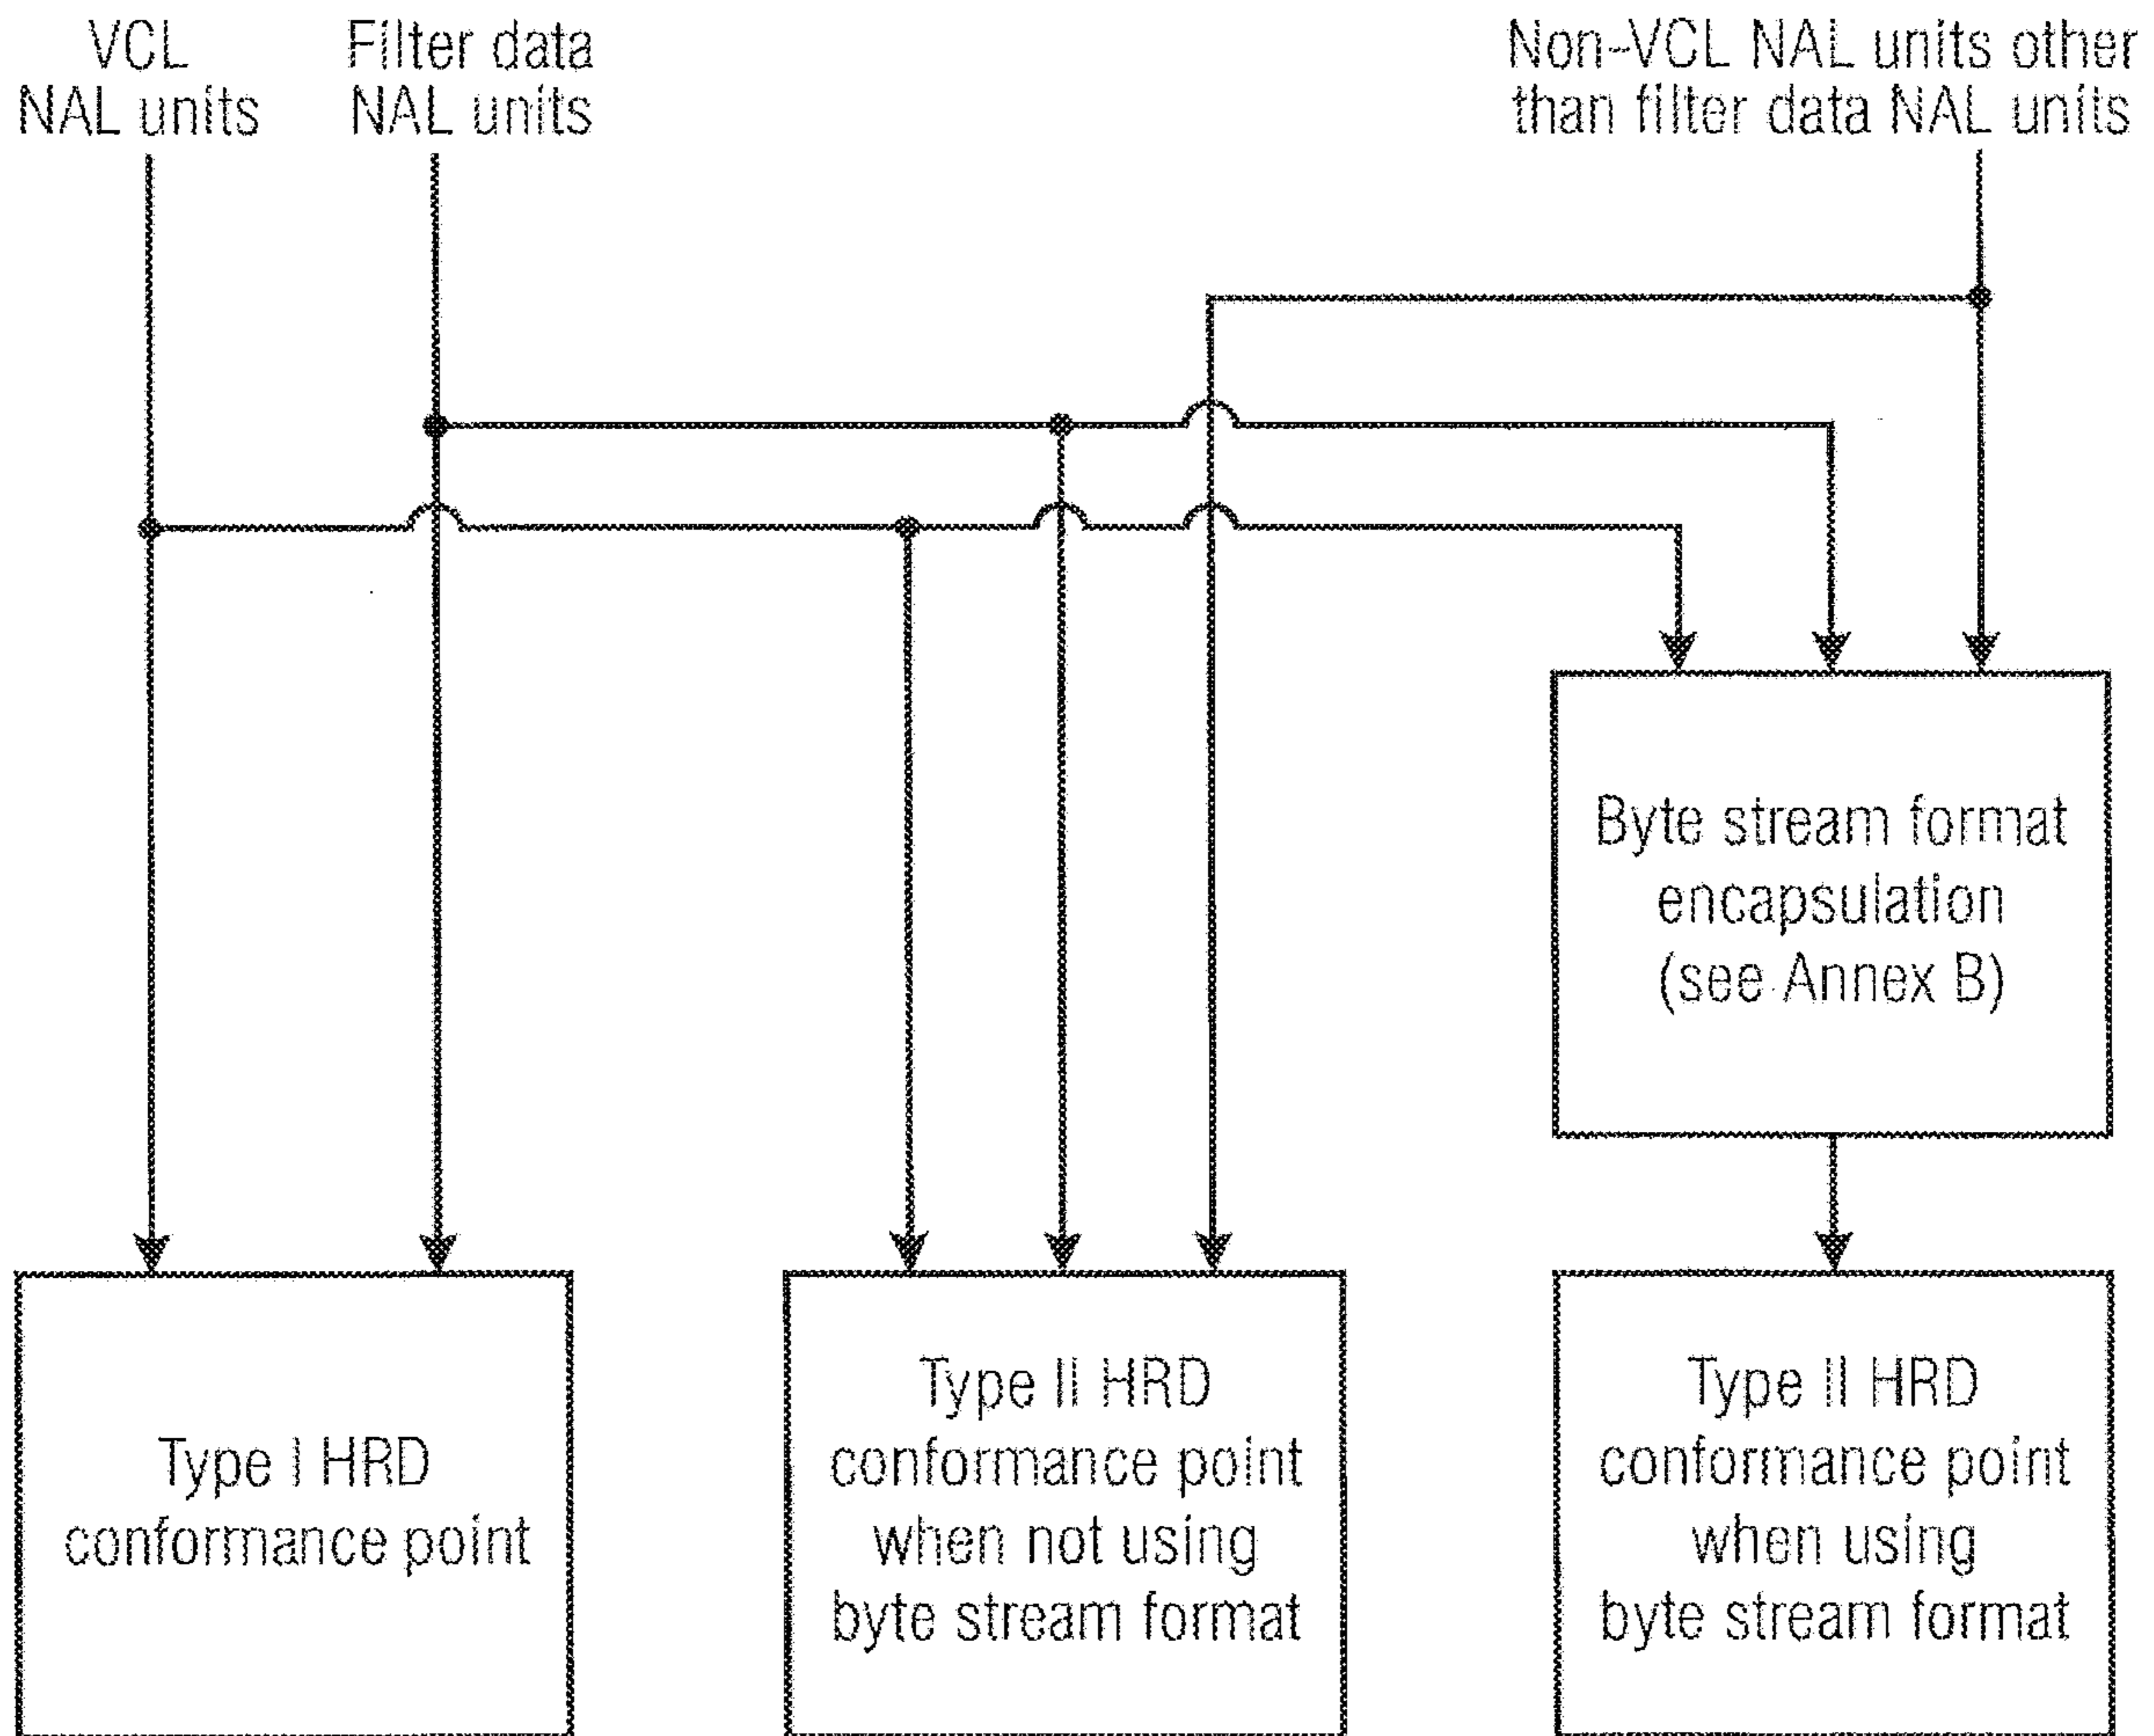 VCL
NAL units
Filter data
NAL units
Non-VCL NAL units other
than filter data NAL units
Byte stream format
encapsulation
(see Annex B)
Type I HRD
conformance point
Type II HRD
conformance point
when not using
byte stream format
Type II HRD
conformance point
when using
byte stream format